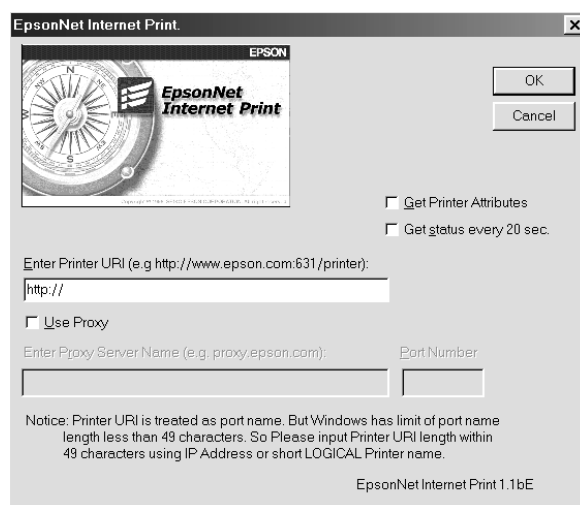 EpsonNet Internet Print.
EPSON
N
EpsonNet
Internet Print
W
S
OK
Cancel
Get Printer Attributes
Get status every 20 sec.
Enter Printer URI (e.g http://www.epson.com:631/printer):
http://
Use Proxy
Enter Proxy Server Name (e.g. proxy.epson.com):
Port Number
Notice: Printer URI is treated as port name. But Windows has limit of port name
length less than 49 characters. So Please input Printer URI length within
49 characters using IP Address or short LOGICAL Printer name.
EpsonNet Internet Print 1.1bE